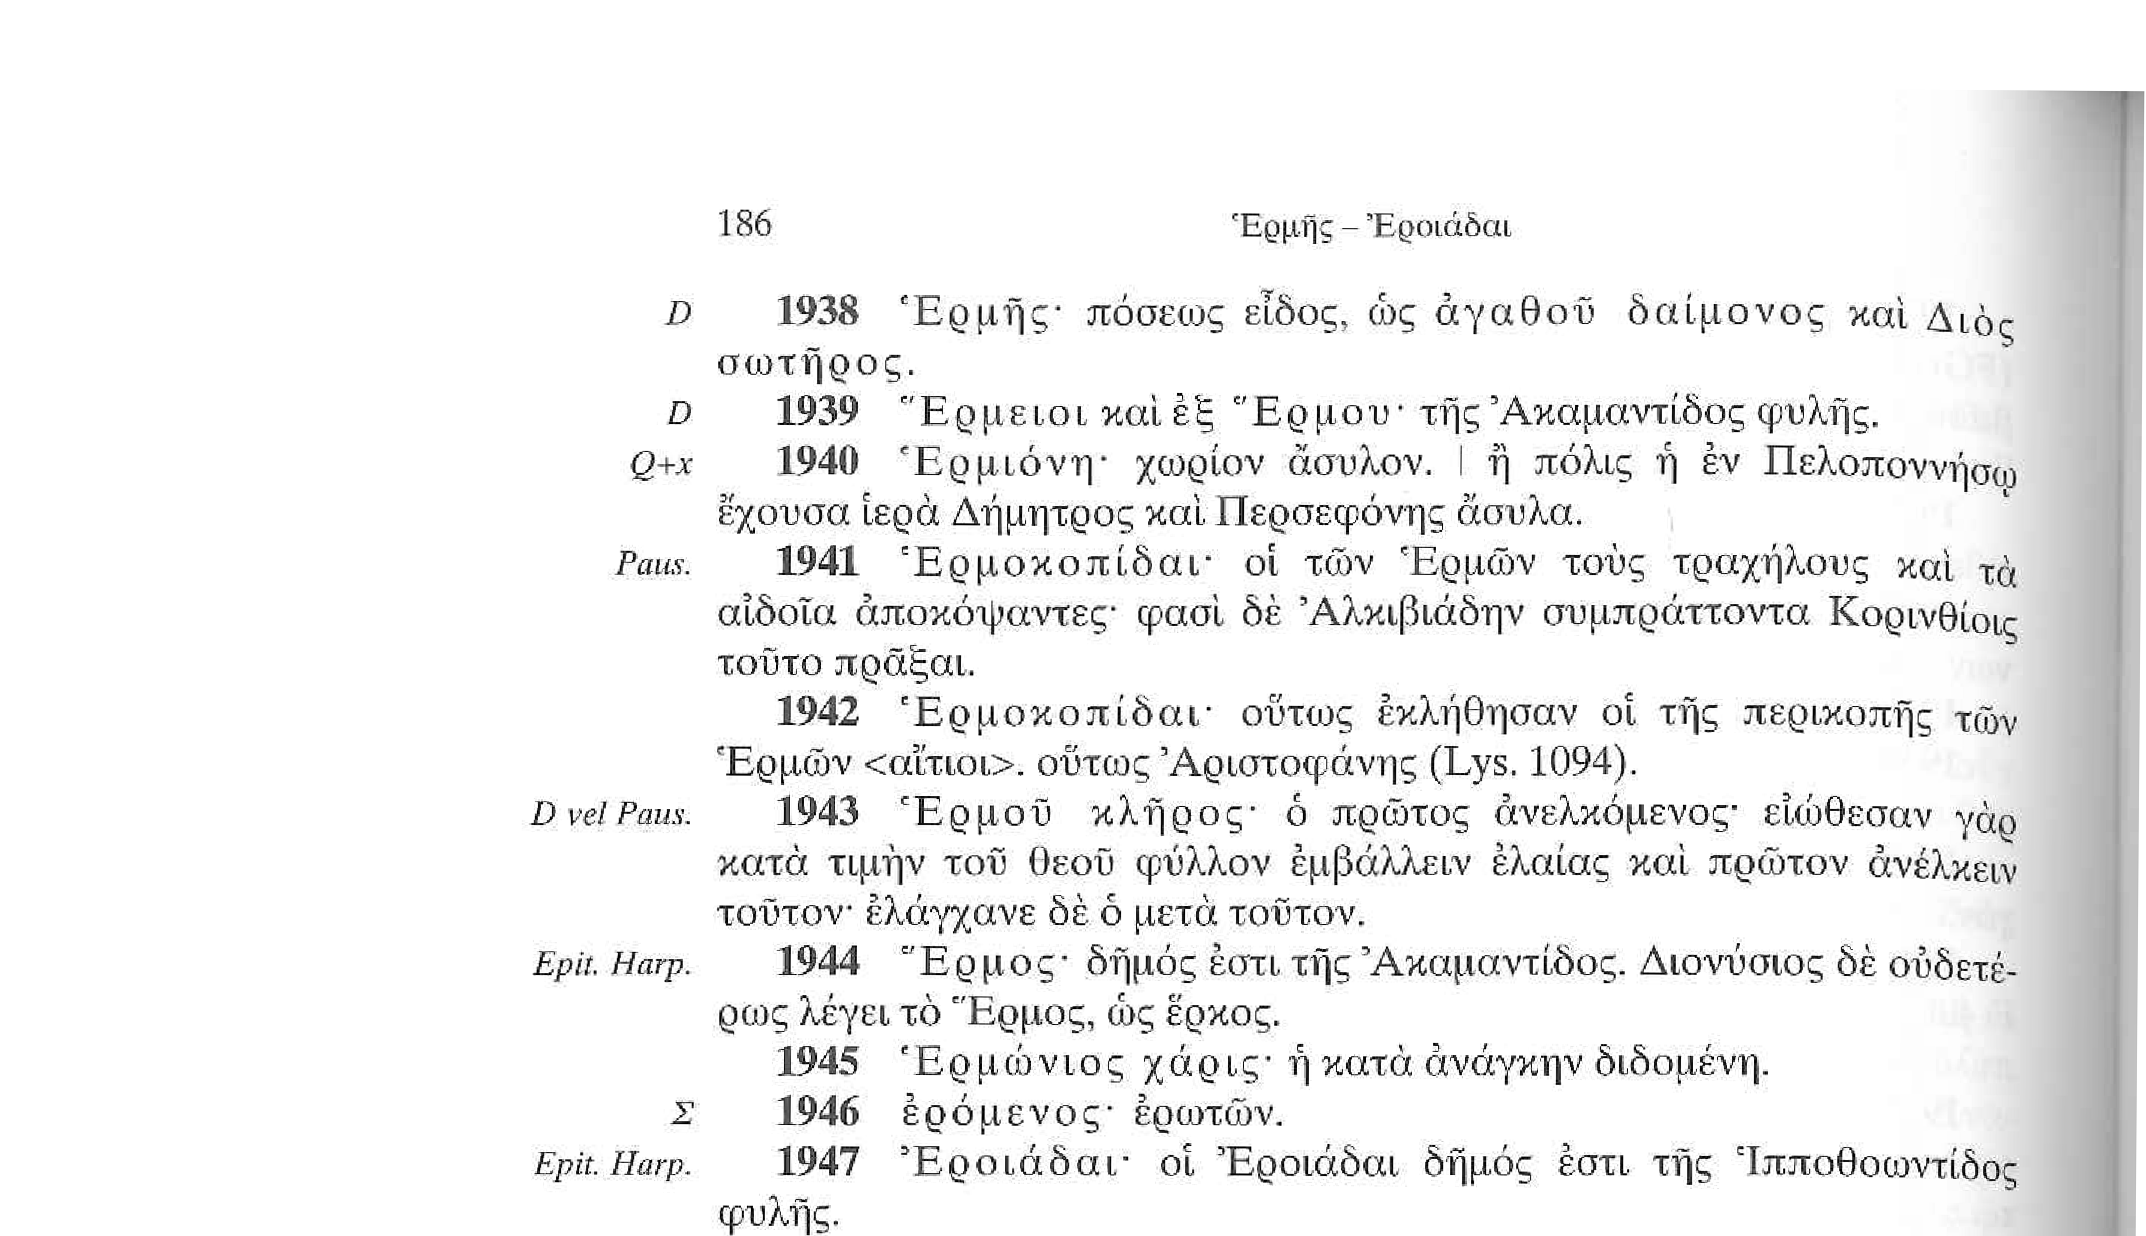 186 Ἑρμῆς – Ἐροιάδαι
D 1938 Ἑρμῆς· πόσεως εἶδος, ὡς ἀγαθοῦ δαίμονος καὶ Διὸς
σωτῆρος.
D 1939 Ἕρμειοι καὶ ἐξ Ἕρμου· τῆς Ἀκαμαντίδος φυλῆς.
Q+x 1940 Ἑρμιόνη· χωρίον ἄσυλον. | ἢ πόλις ἡ ἐν Πελοποννήσῳ
ἔχουσα ἱερὰ Δήμητρος καὶ Περσεφόνης ἄσυλα.
Paus. 1941 Ἑρμοκοπίδαι· οἱ τῶν Ἑρμῶν τοὺς τραχήλους καὶ τὰ
αἰδοῖα ἀποκόψαντες· φασὶ δὲ Ἀλκιβιάδην συμπράττοντα Κορινθίοις
τοῦτο πρᾶξαι.
1942 Ἑρμοκοπίδαι· οὕτως ἐκλήθησαν οἱ τῆς περικοπῆς τῶν
Ἑρμῶν <αἴτιοι>. οὕτως Ἀριστοφάνης (Lys. 1094).
D vel Paus. 1943 Ἑρμοῦ κλῆρος· ὁ πρῶτος ἀνελκόμενος· εἰώθεσαν γὰρ
κατὰ τιμὴν τοῦ θεοῦ φύλλον ἐμβάλλειν ἐλαίας καὶ πρῶτον ἀνέλκειν
τοῦτον· ἐλάγχανε δὲ ὁ μετὰ τοῦτον.
Epit. Harp. 1944 Ἕρμος· δῆμός ἐστι τῆς Ἀκαμαντίδος. Διονύσιος δὲ οὐδετέ-
ρως λέγει τὸ Ἕρμος, ὡς ἕρκος.
1945 Ἑρμώνιος χάρις· ἡ κατὰ ἀνάγκην διδομένη.
Σ 1946 ἐρόμενος· ἐρωτῶν.
Epit. Harp. 1947 Ἐροιάδαι· οἱ Ἐροιάδαι δῆμός ἐστι τῆς Ἱπποθοωντίδος
φυλῆς.